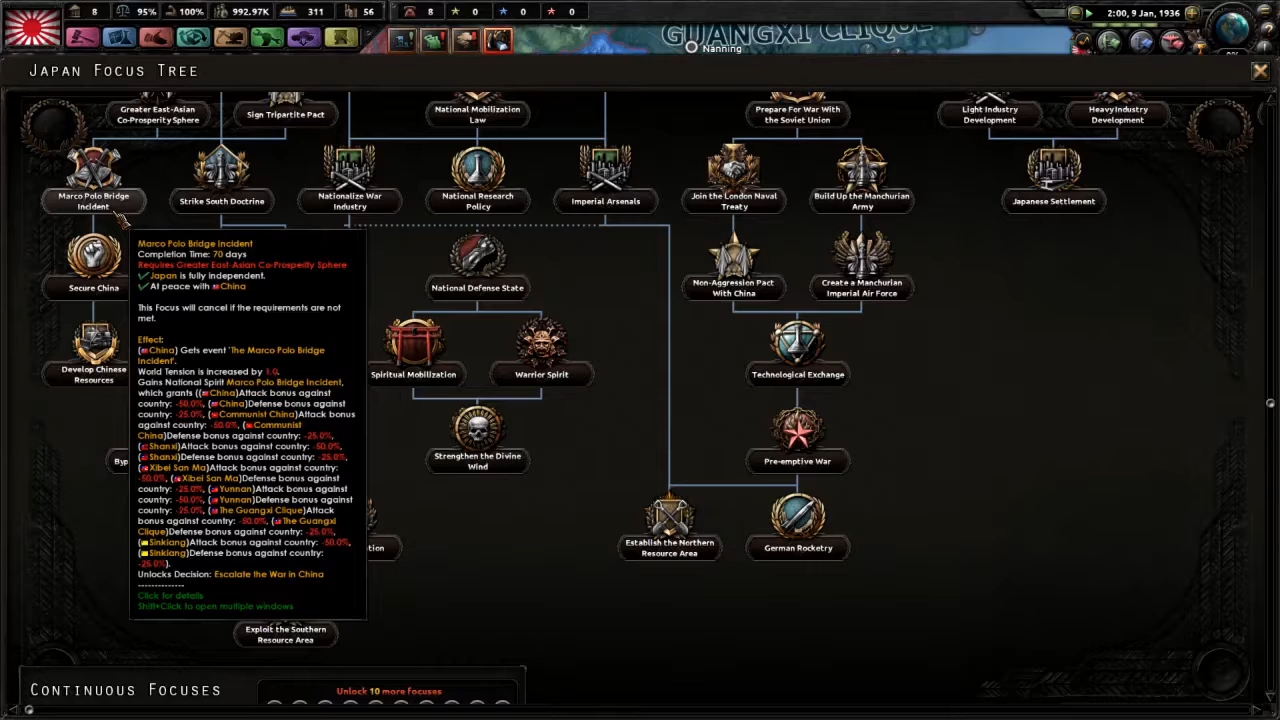 8 95% 100% 992.97K 311 56 8 0 0 0
2:00, 9 Jan, 1936
GUANGXI CLIQUE
Nanning
Japan Focus Tree
Greater East-Asian
Co-Prosperity Sphere
Sign Tripartite Pact
National Mobilization
Law
Prepare For War With
the Soviet Union
Light Industry
Development
Heavy Industry
Development
Marco Polo Bridge
Incident
Strike South Doctrine
Nationalize War
Industry
National Research
Policy
Imperial Arsenals
Join the London Naval
Treaty
Build Up the Manchurian
Army
Japanese Settlement
Secure China
National Defense State
Non-Aggression Pact
With China
Create a Manchurian
Imperial Air Force
Develop Chinese
Resources
Spiritual Mobilization
Warrior Spirit
Technological Exchange
Strengthen the Divine
Wind
Pre-emptive War
Byp
tion
Establish the Northern
Resource Area
German Rocketry
Exploit the Southern
Resource Area
Marco Polo Bridge Incident
Completion Time: 70 days
Requires Greater East-Asian Co-Prosperity Sphere
Japan is fully independent.
At peace with China
This Focus will cancel if the requirements are not
met.
Effect:
(China) Gets event 'The Marco Polo Bridge
Incident'.
World Tension is increased by 1.0.
Gains National Spirit Marco Polo Bridge Incident,
which grants ((China)Attack bonus against
country: -50.0%, (China)Defense bonus against
country: -25.0%, (Communist China)Attack bonus
against country: -50.0%, (Communist
China)Defense bonus against country: -25.0%,
(Shanxi)Attack bonus against country: -50.0%,
(Shanxi)Defense bonus against country: -25.0%,
(Xibei San Ma)Attack bonus against country:
-50.0%, (Xibei San Ma)Defense bonus against
country: -25.0%, (Yunnan)Attack bonus against
country: -50.0%, (Yunnan)Defense bonus against
country: -25.0%, (The Guangxi Clique)Attack
bonus against country: -50.0%, (The Guangxi
Clique)Defense bonus against country: -25.0%,
(Sinkiang)Attack bonus against country: -50.0%,
(Sinkiang)Defense bonus against country:
-25.0%).
Unlocks Decision: Escalate the War in China
--------------
Click for details
Shift+Click to open multiple windows
Continuous Focuses
Unlock 10 more focuses